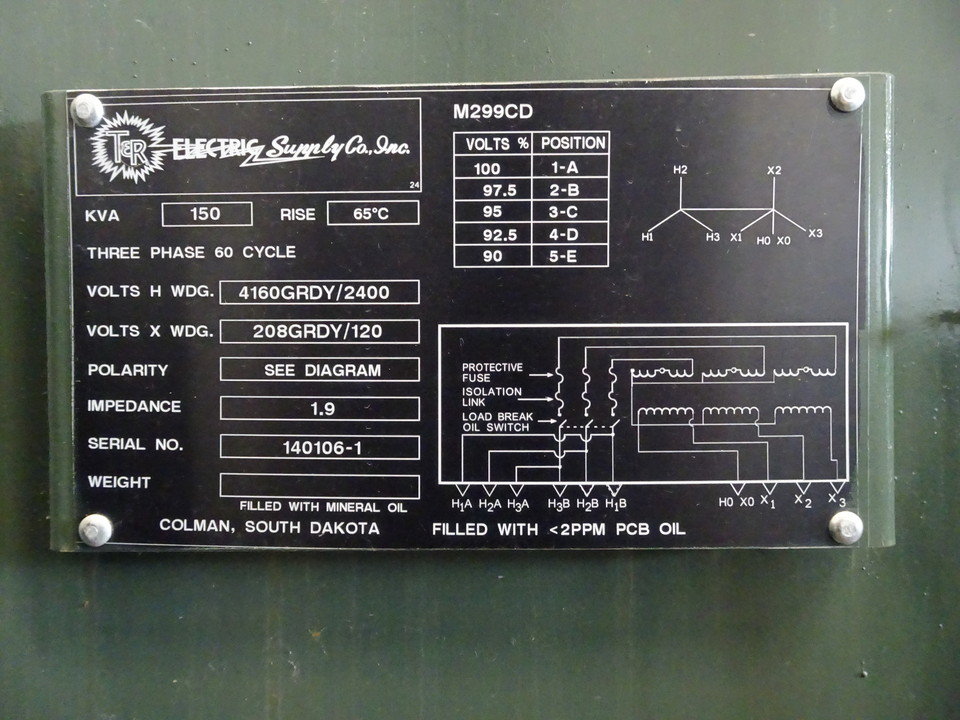 T&R ELECTRIC Supply Co., Inc.
24
KVA 150 RISE 65°C
THREE PHASE 60 CYCLE
VOLTS H WDG. 4160GRDY/2400
VOLTS X WDG. 208GRDY/120
POLARITY SEE DIAGRAM
IMPEDANCE 1.9
SERIAL NO. 140106-1
WEIGHT
FILLED WITH MINERAL OIL
COLMAN, SOUTH DAKOTA
M299CD
VOLTS % POSITION
100 1-A
97.5 2-B
95 3-C
92.5 4-D
90 5-E
H2 X2
H1 H3 X1 H0 X0 X3
PROTECTIVE
FUSE
ISOLATION
LINK
LOAD BREAK
OIL SWITCH
H1A H2A H3A H3B H2B H1B H0 X0 X1 X2 X3
FILLED WITH <2PPM PCB OIL